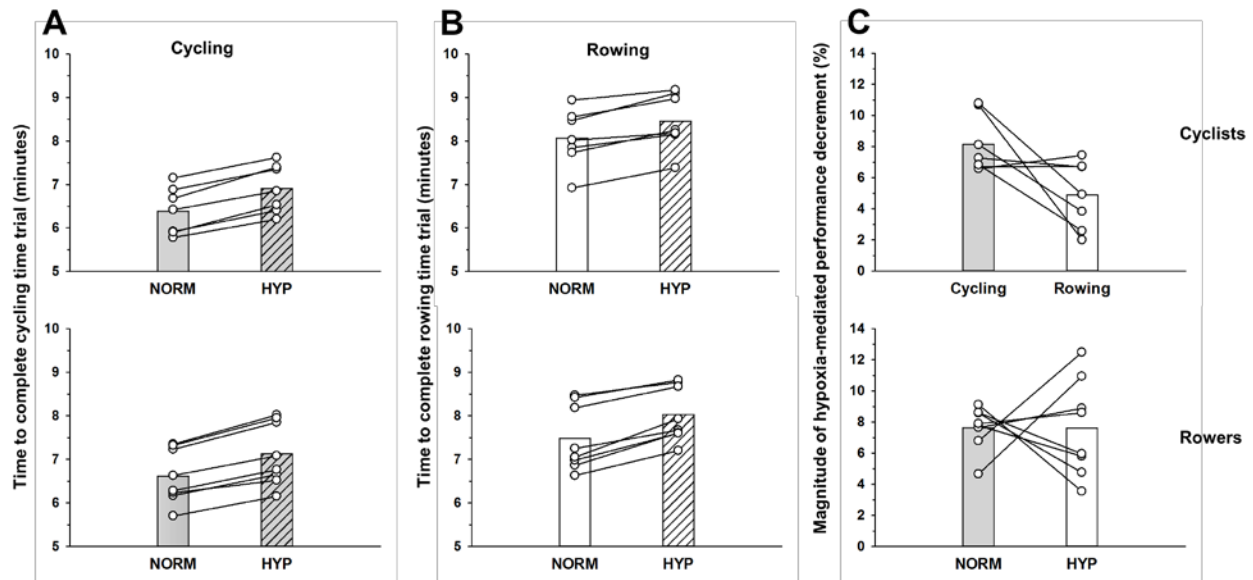 A
Cycling
Time to complete cycling time trial (minutes)
10
9
8
7
6
5
NORM HYP
10
9
8
7
6
5
NORM HYP
B
Rowing
Time to complete rowing time trial (minutes)
10
9
8
7
6
5
NORM HYP
10
9
8
7
6
5
NORM HYP
C
Magnitude of hypoxia-mediated performance decrement (%)
14
12
10
8
6
4
2
0
Cycling Rowing
Cyclists
14
12
10
8
6
4
2
0
NORM HYP
Rowers